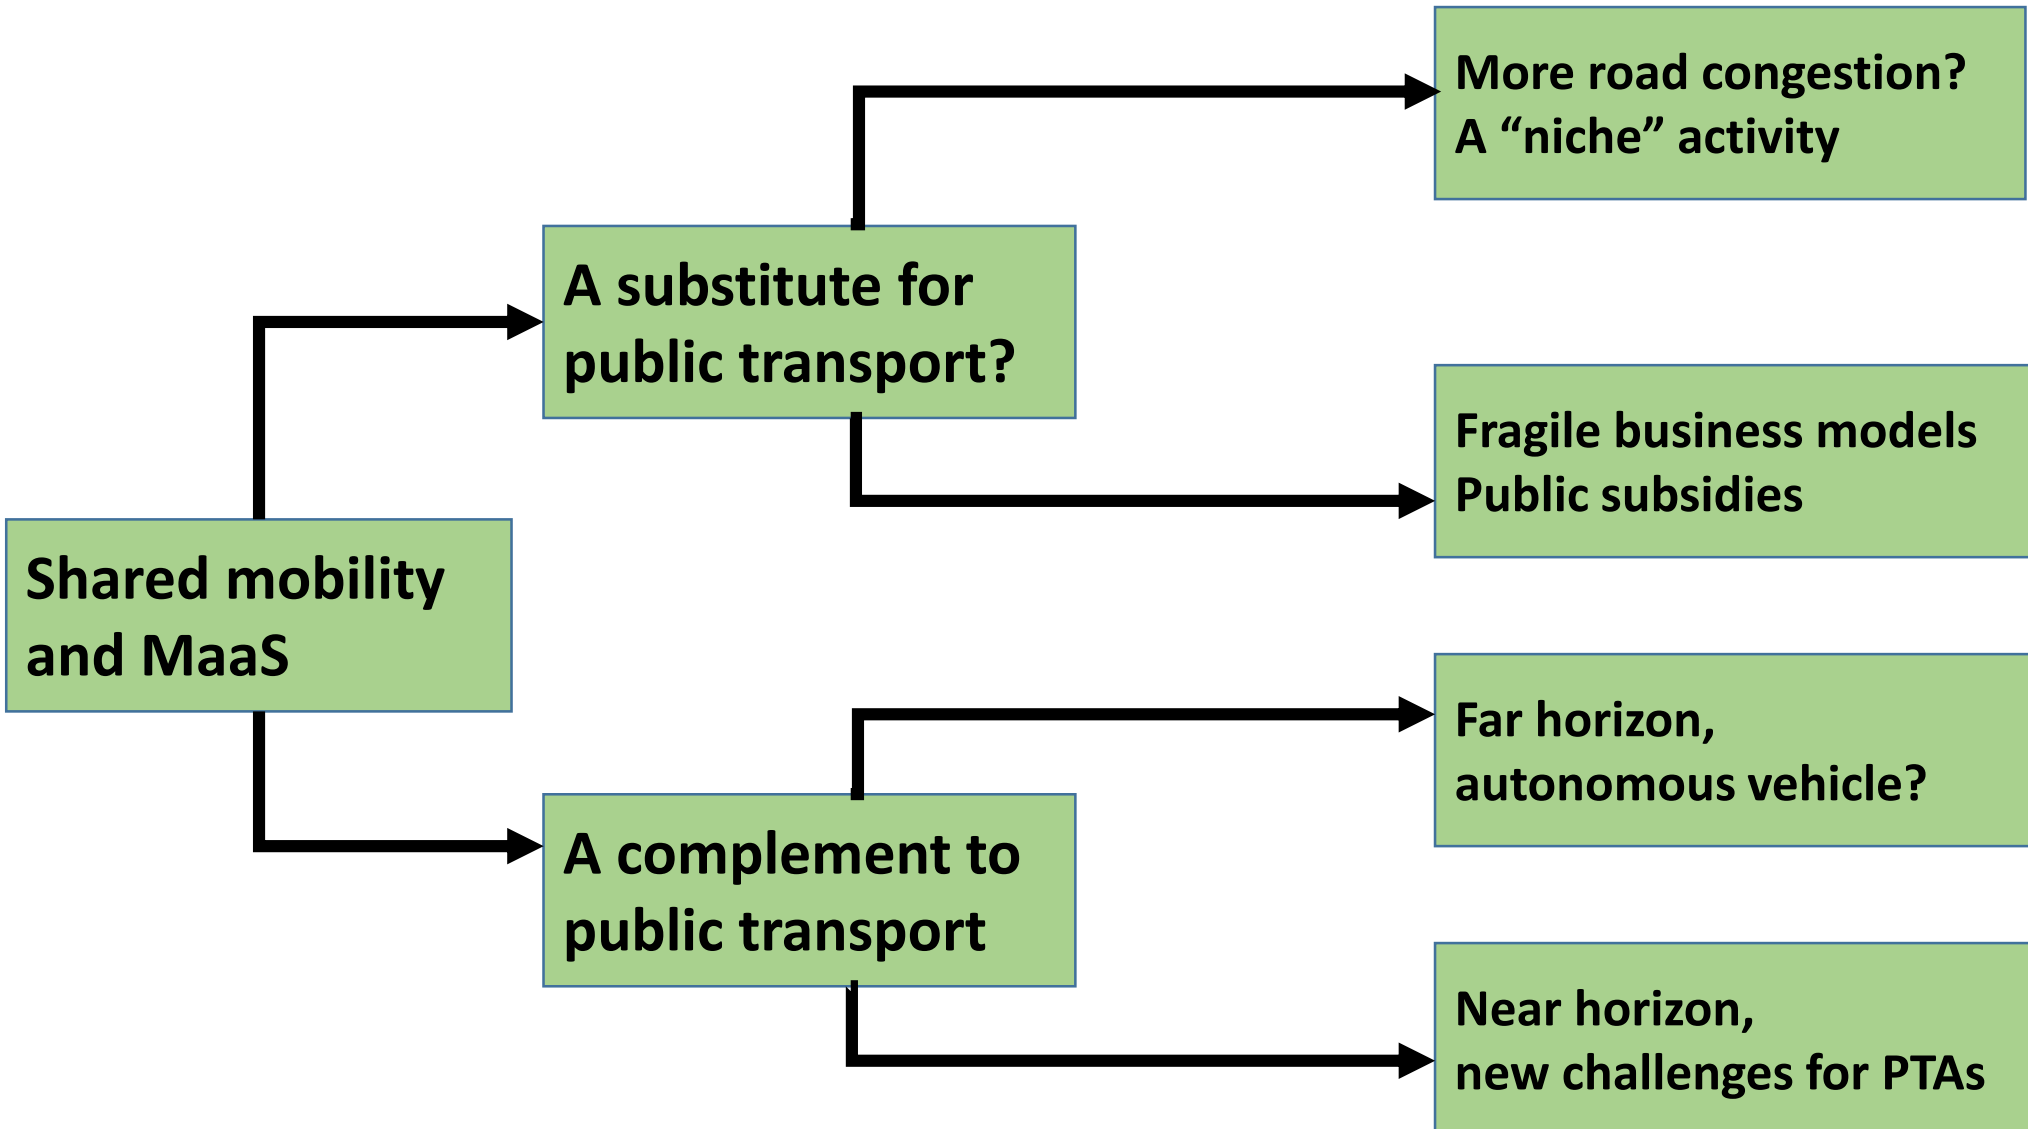 More road congestion?
A “niche” activity
A substitute for
public transport?
Fragile business models
Public subsidies
Shared mobility
and MaaS
Far horizon,
autonomous vehicle?
A complement to
public transport
Near horizon,
new challenges for PTAs